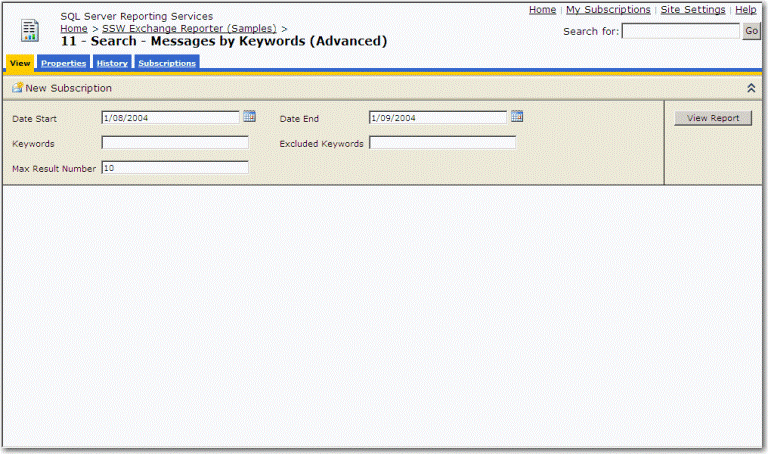 SQL Server Reporting Services
Home | My Subscriptions | Site Settings | Help
Home > SSW Exchange Reporter (Samples) >
11 - Search - Messages by Keywords (Advanced)
Search for: Go
View Properties History Subscriptions
New Subscription
Date Start 1/08/2004 Date End 1/09/2004 View Report
Keywords Excluded Keywords
Max Result Number 10